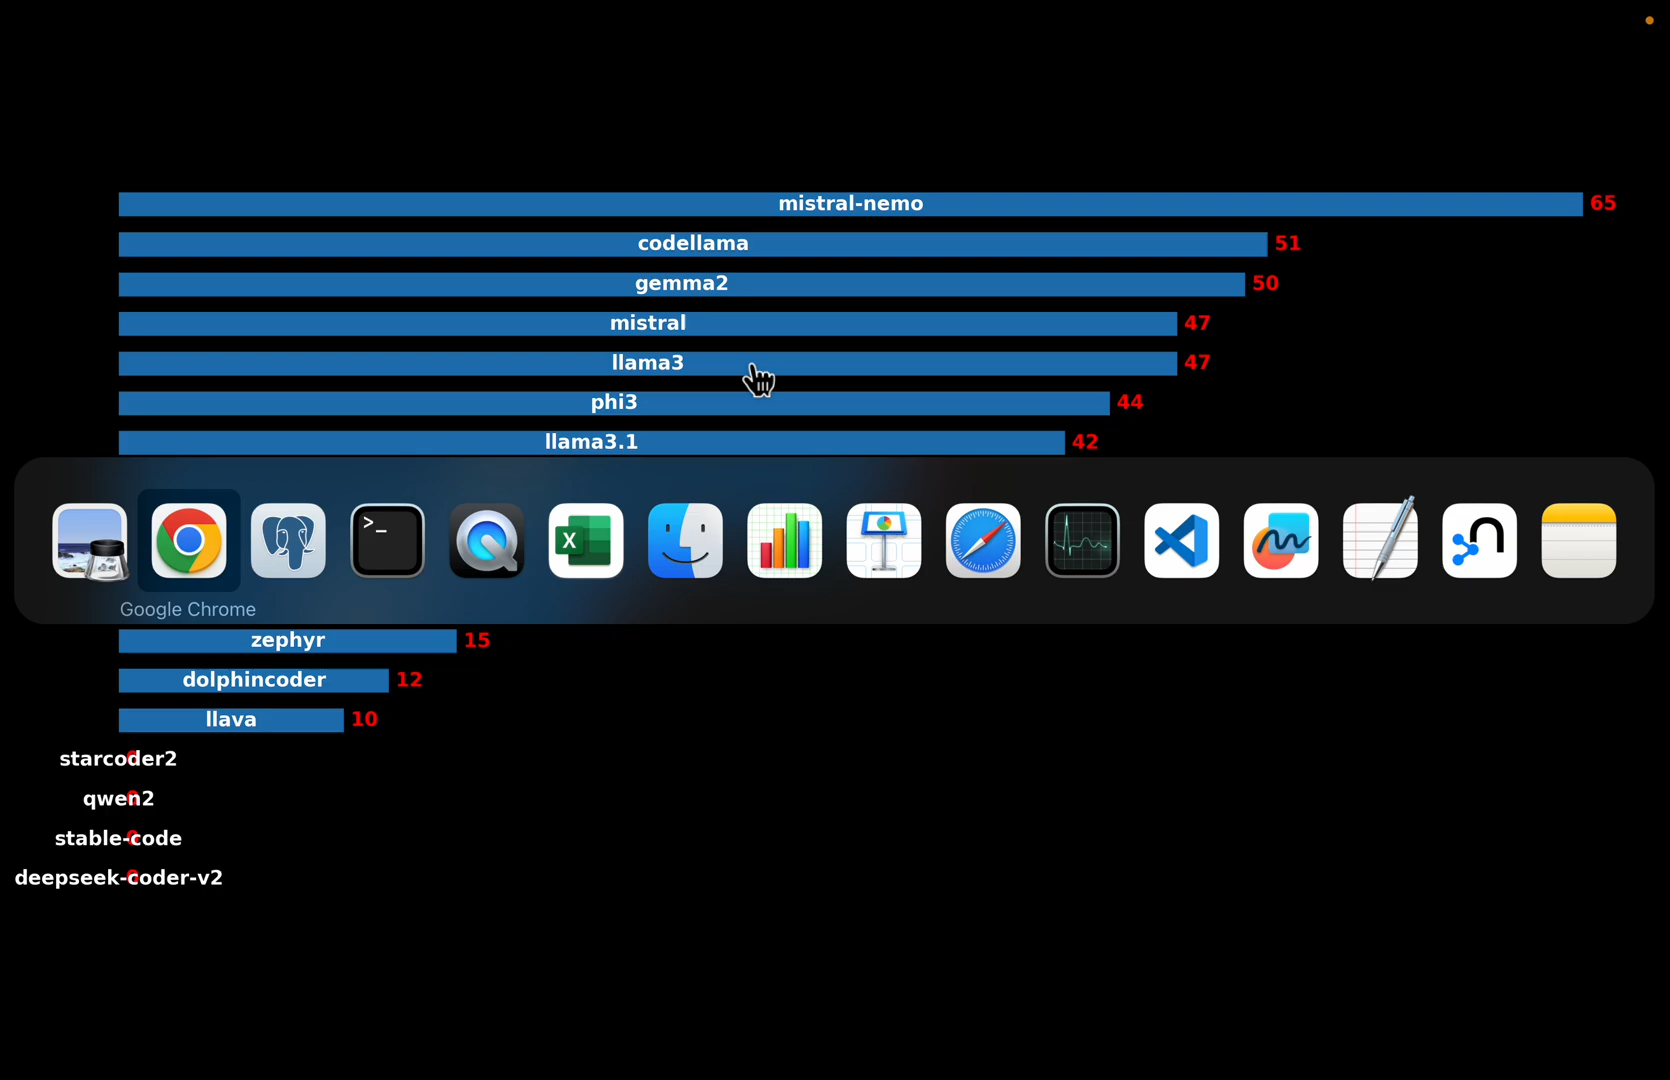 mistral-nemo 65
codellama 51
gemma2 50
mistral 47
llama3 47
phi3 44
llama3.1 42
>_
X
n
Google Chrome
zephyr 15
dolphincoder 12
llava 10
starcoder2
qwen2
stable-code
deepseek-coder-v2